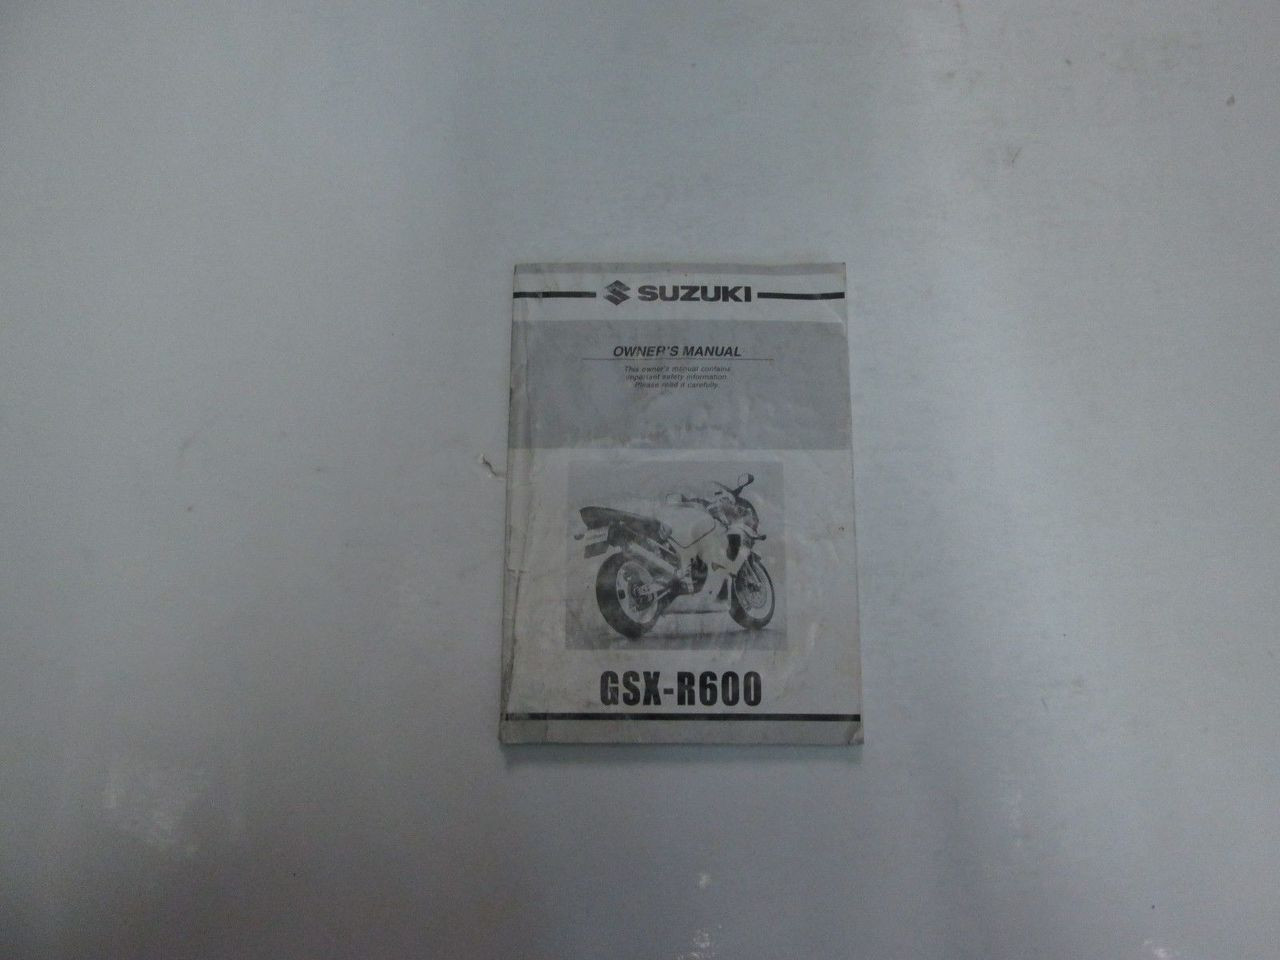 SUZUKI
OWNER'S MANUAL
This owner's manual contains
important safety information.
Please read it carefully.
GSX-R600